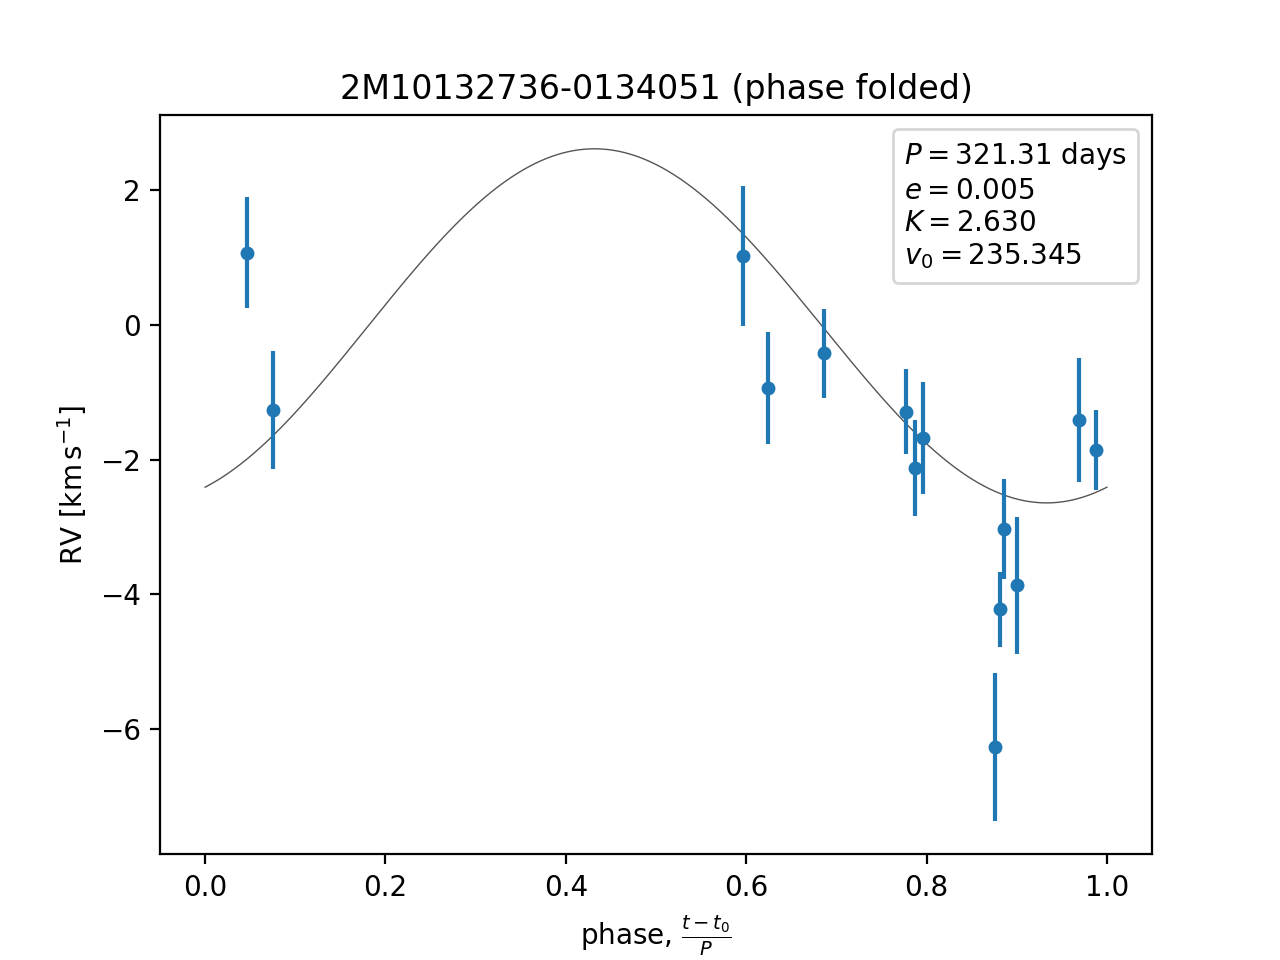 2M10132736-0134051 (phase folded)
P = 321.31 days
e = 0.005
K = 2.630
v₀ = 235.345
RV [km s⁻¹]
2
0
−2
−4
−6
0.0 0.2 0.4 0.6 0.8 1.0
phase, (t − t₀)/P